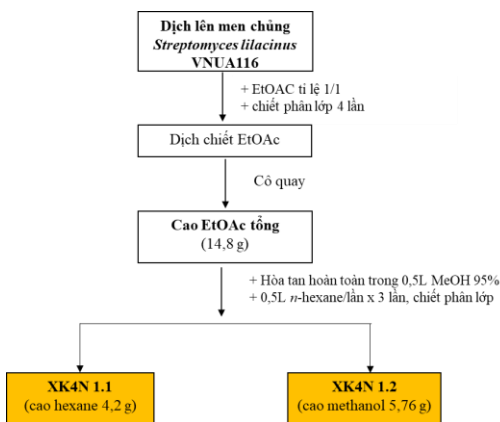 Dịch lên men chủng
Streptomyces lilacinus
VNUA116
+ EtOAC tỉ lệ 1/1
+ chiết phân lớp 4 lần
Dịch chiết EtOAc
Cô quay
Cao EtOAc tổng
(14,8 g)
+ Hòa tan hoàn toàn trong 0,5L MeOH 95%
+ 0,5L n-hexane/lần x 3 lần, chiết phân lớp
XK4N 1.1
(cao hexane 4,2 g)
XK4N 1.2
(cao methanol 5,76 g)